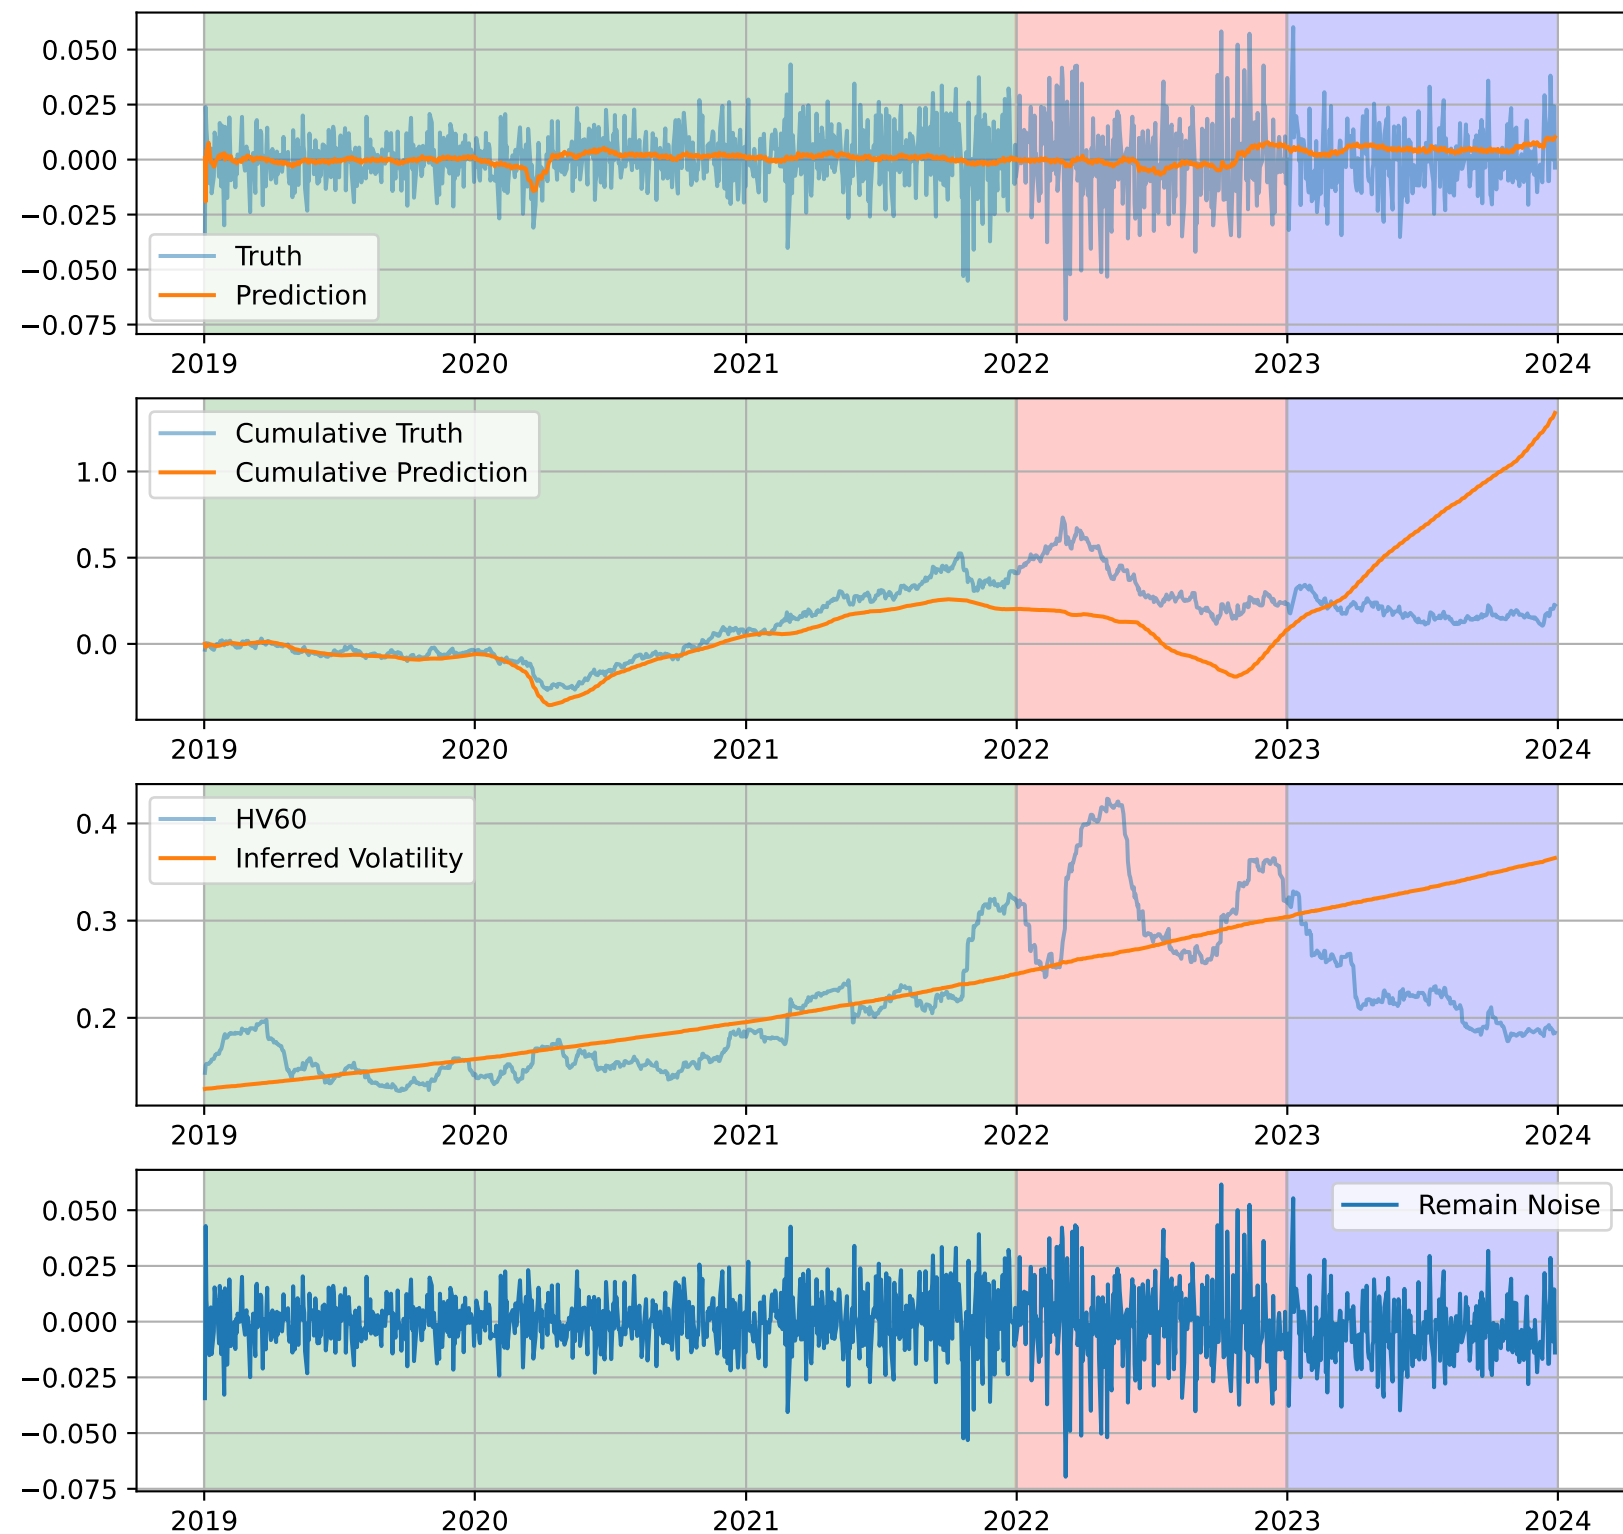 0.050
0.025
0.000
−0.025
−0.050
−0.075
Truth
Prediction
2019 2020 2021 2022 2023 2024
1.0
0.5
0.0
Cumulative Truth
Cumulative Prediction
2019 2020 2021 2022 2023 2024
0.4
0.3
0.2
HV60
Inferred Volatility
2019 2020 2021 2022 2023 2024
0.050
0.025
0.000
−0.025
−0.050
−0.075
Remain Noise
2019 2020 2021 2022 2023 2024